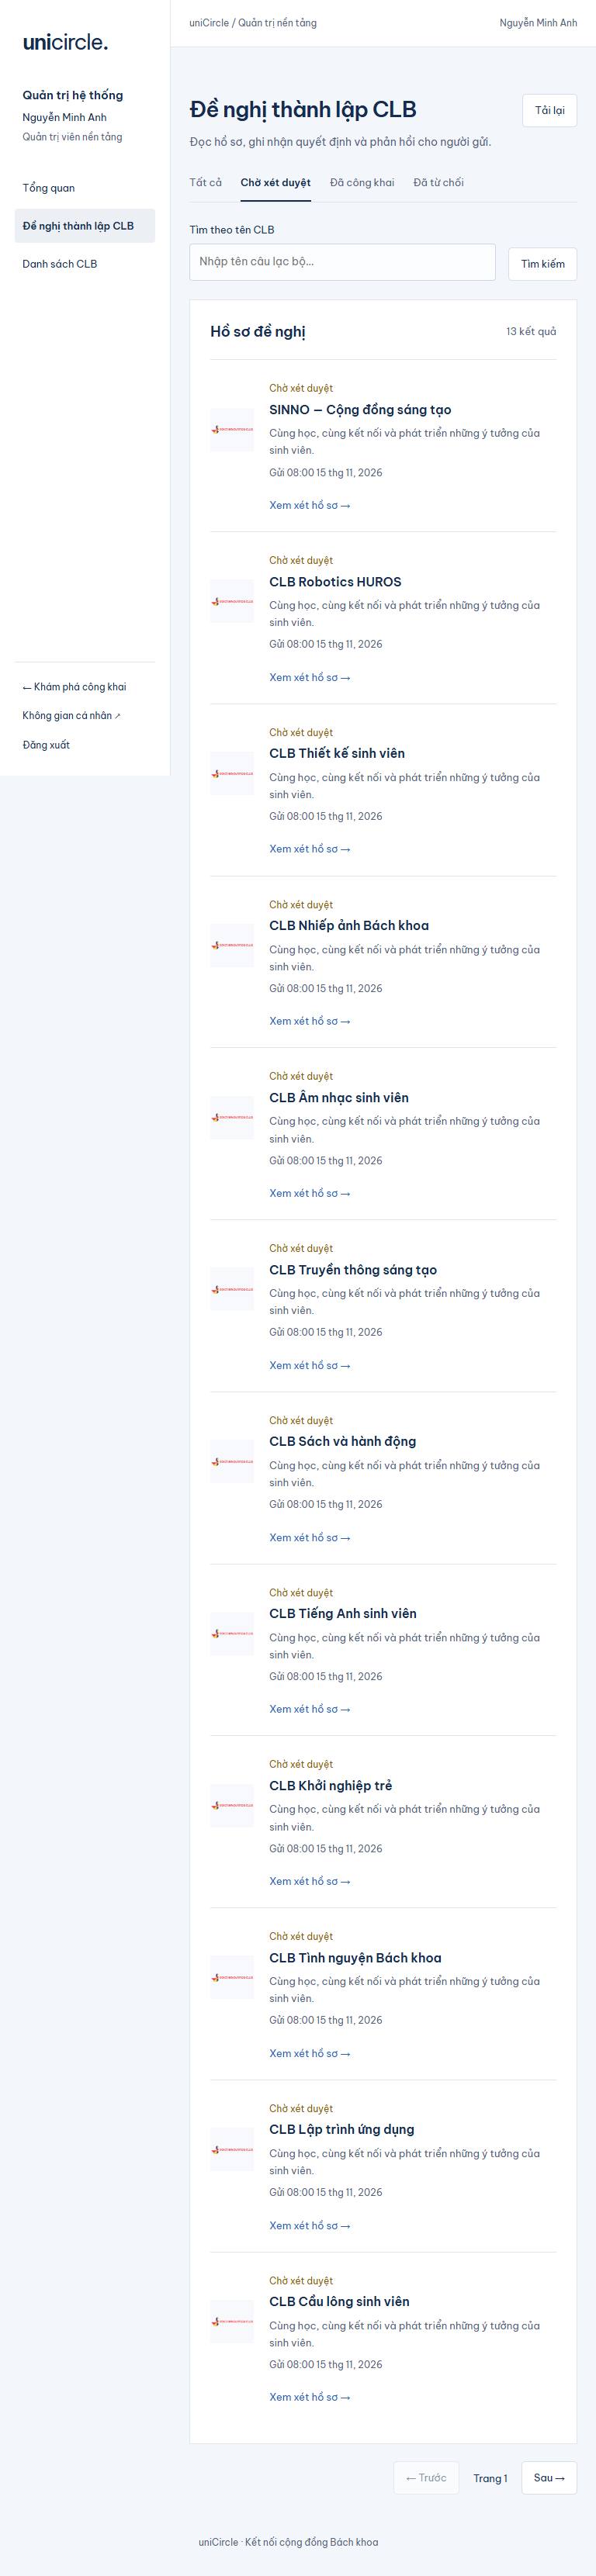 unicircle.
Quản trị hệ thống
Nguyễn Minh Anh
Quản trị viên nền tảng
Tổng quan
Đề nghị thành lập CLB
Danh sách CLB
← Khám phá công khai
Không gian cá nhân ↗
Đăng xuất
uniCircle / Quản trị nền tảng
Nguyễn Minh Anh
Đề nghị thành lập CLB
Tải lại
Đọc hồ sơ, ghi nhận quyết định và phản hồi cho người gửi.
Tất cả
Chờ xét duyệt
Đã công khai
Đã từ chối
Tìm theo tên CLB
Nhập tên câu lạc bộ...
Tìm kiếm
Hồ sơ đề nghị
13 kết quả
Chờ xét duyệt
SINNO — Cộng đồng sáng tạo
Cùng học, cùng kết nối và phát triển những ý tưởng của
sinh viên.
Gửi 08:00 15 thg 11, 2026
Xem xét hồ sơ →
Chờ xét duyệt
CLB Robotics HUROS
Cùng học, cùng kết nối và phát triển những ý tưởng của
sinh viên.
Gửi 08:00 15 thg 11, 2026
Xem xét hồ sơ →
Chờ xét duyệt
CLB Thiết kế sinh viên
Cùng học, cùng kết nối và phát triển những ý tưởng của
sinh viên.
Gửi 08:00 15 thg 11, 2026
Xem xét hồ sơ →
Chờ xét duyệt
CLB Nhiếp ảnh Bách khoa
Cùng học, cùng kết nối và phát triển những ý tưởng của
sinh viên.
Gửi 08:00 15 thg 11, 2026
Xem xét hồ sơ →
Chờ xét duyệt
CLB Âm nhạc sinh viên
Cùng học, cùng kết nối và phát triển những ý tưởng của
sinh viên.
Gửi 08:00 15 thg 11, 2026
Xem xét hồ sơ →
Chờ xét duyệt
CLB Truyền thông sáng tạo
Cùng học, cùng kết nối và phát triển những ý tưởng của
sinh viên.
Gửi 08:00 15 thg 11, 2026
Xem xét hồ sơ →
Chờ xét duyệt
CLB Sách và hành động
Cùng học, cùng kết nối và phát triển những ý tưởng của
sinh viên.
Gửi 08:00 15 thg 11, 2026
Xem xét hồ sơ →
Chờ xét duyệt
CLB Tiếng Anh sinh viên
Cùng học, cùng kết nối và phát triển những ý tưởng của
sinh viên.
Gửi 08:00 15 thg 11, 2026
Xem xét hồ sơ →
Chờ xét duyệt
CLB Khởi nghiệp trẻ
Cùng học, cùng kết nối và phát triển những ý tưởng của
sinh viên.
Gửi 08:00 15 thg 11, 2026
Xem xét hồ sơ →
Chờ xét duyệt
CLB Tình nguyện Bách khoa
Cùng học, cùng kết nối và phát triển những ý tưởng của
sinh viên.
Gửi 08:00 15 thg 11, 2026
Xem xét hồ sơ →
Chờ xét duyệt
CLB Lập trình ứng dụng
Cùng học, cùng kết nối và phát triển những ý tưởng của
sinh viên.
Gửi 08:00 15 thg 11, 2026
Xem xét hồ sơ →
Chờ xét duyệt
CLB Cầu lông sinh viên
Cùng học, cùng kết nối và phát triển những ý tưởng của
sinh viên.
Gửi 08:00 15 thg 11, 2026
Xem xét hồ sơ →
← Trước
Trang 1
Sau →
uniCircle · Kết nối cộng đồng Bách khoa